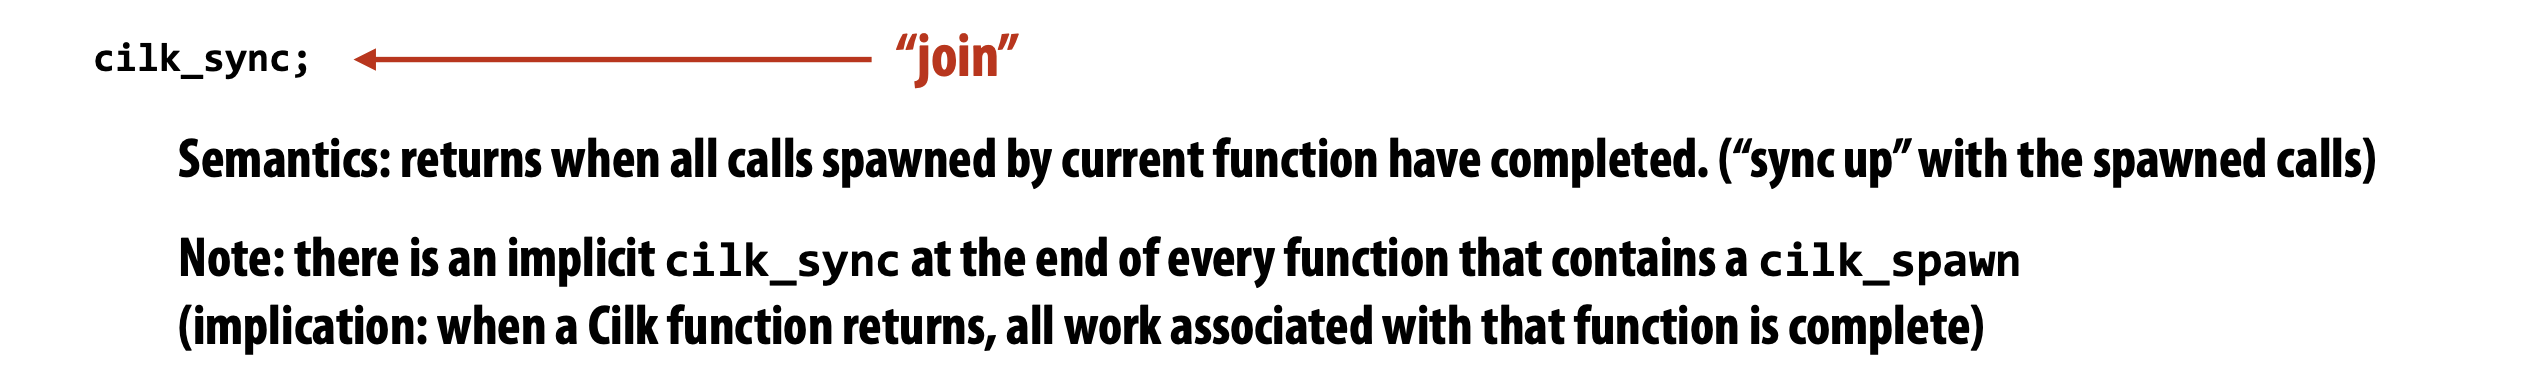 cilk_sync; “join”
Semantics: returns when all calls spawned by current function have completed. (“sync up” with the spawned calls)
Note: there is an implicit cilk_sync at the end of every function that contains a cilk_spawn
(implication: when a Cilk function returns, all work associated with that function is complete)